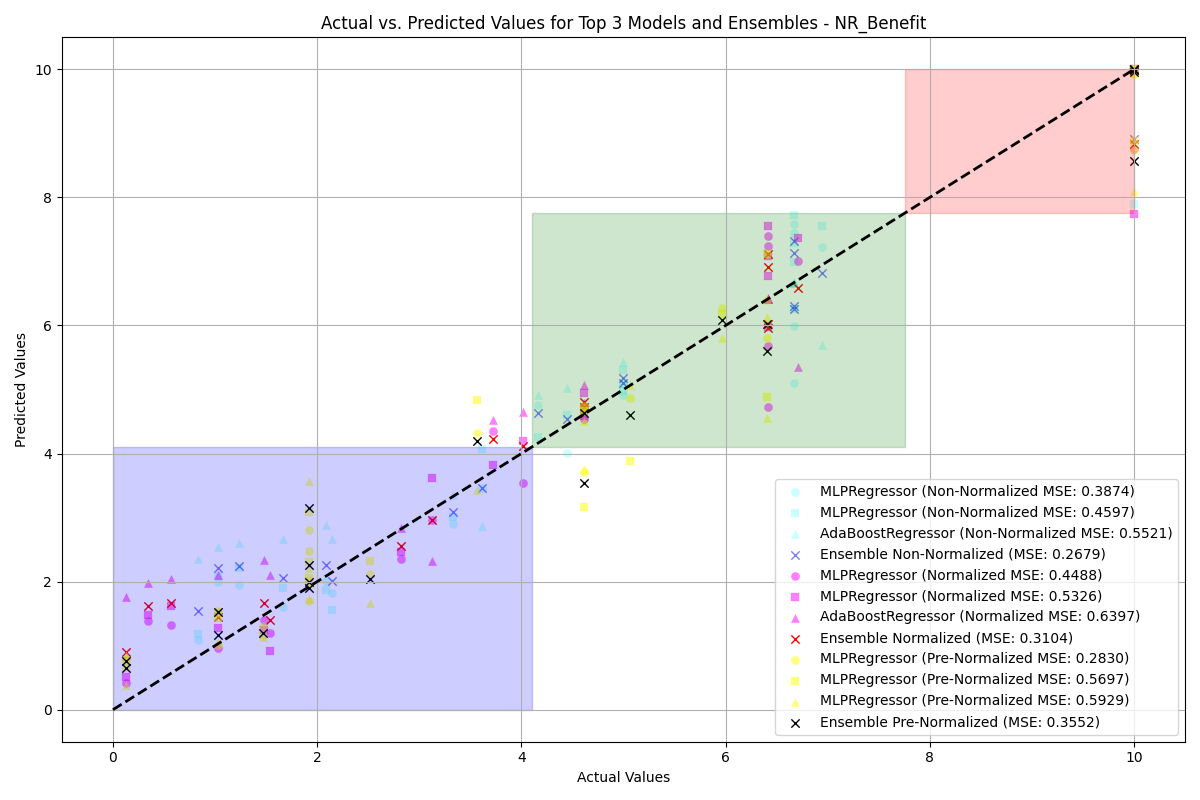 Actual vs. Predicted Values for Top 3 Models and Ensembles - NR_Benefit
Predicted Values
10
8
6
4
2
0
0 2 4 6 8 10
Actual Values
MLPRegressor (Non-Normalized MSE: 0.3874)
MLPRegressor (Non-Normalized MSE: 0.4597)
AdaBoostRegressor (Non-Normalized MSE: 0.5521)
Ensemble Non-Normalized (MSE: 0.2679)
MLPRegressor (Normalized MSE: 0.4488)
MLPRegressor (Normalized MSE: 0.5326)
AdaBoostRegressor (Normalized MSE: 0.6397)
Ensemble Normalized (MSE: 0.3104)
MLPRegressor (Pre-Normalized MSE: 0.2830)
MLPRegressor (Pre-Normalized MSE: 0.5697)
MLPRegressor (Pre-Normalized MSE: 0.5929)
Ensemble Pre-Normalized (MSE: 0.3552)